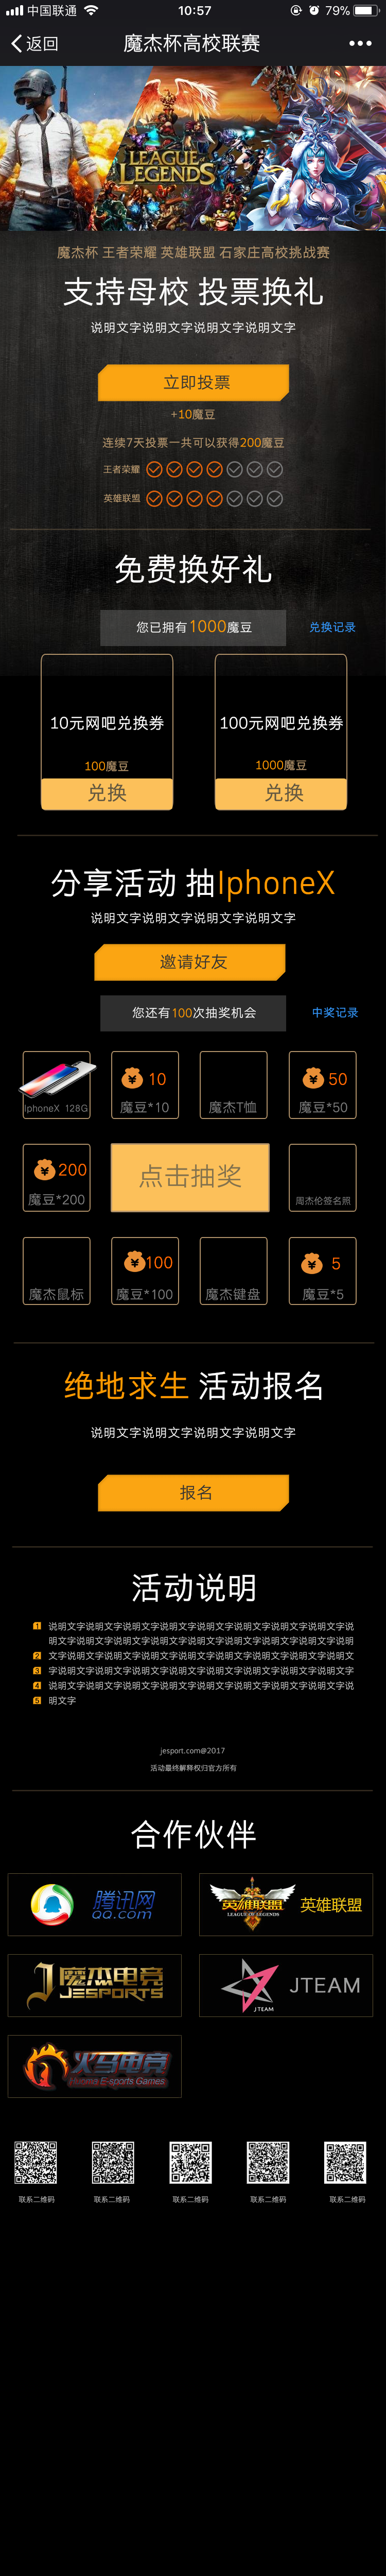 中国联通 10:57 79%
返回 魔杰杯高校联赛
LEAGUE of LEGENDS
魔杰杯 王者荣耀 英雄联盟 石家庄高校挑战赛
支持母校 投票换礼
说明文字说明文字说明文字说明文字
立即投票
+10魔豆
连续7天投票一共可以获得200魔豆
王者荣耀
英雄联盟
免费换好礼
您已拥有1000魔豆 兑换记录
10元网吧兑换券 100元网吧兑换券
100魔豆 1000魔豆
兑换 兑换
分享活动 抽IphoneX
说明文字说明文字说明文字说明文字
邀请好友
您还有100次抽奖机会 中奖记录
¥ 10 ¥ 50
IphoneX 128G 魔豆*10 魔杰T恤 魔豆*50
¥ 200 点击抽奖
魔豆*200 周杰伦签名照
¥ 100 ¥ 5
魔杰鼠标 魔豆*100 魔杰键盘 魔豆*5
绝地求生 活动报名
说明文字说明文字说明文字说明文字
报名
活动说明
1 说明文字说明文字说明文字说明文字说明文字说明文字说明文字说明文字说
明文字说明文字说明文字说明文字说明文字说明文字说明文字说明文字说明
2 文字说明文字说明文字说明文字说明文字说明文字说明文字说明文字说明文
3 字说明文字说明文字说明文字说明文字说明文字说明文字说明文字说明文字
4 说明文字说明文字说明文字说明文字说明文字说明文字说明文字说明文字说
5 明文字
jesport.com@2017
活动最终解释权归官方所有
合作伙伴
腾讯网 QQ.com 英雄联盟 LEAGUE OF LEGENDS 英雄联盟
魔杰电竞 JESPORTS JTEAM JTEAM
火马电竞 Huoma E-sports Games
联系二维码 联系二维码 联系二维码 联系二维码 联系二维码